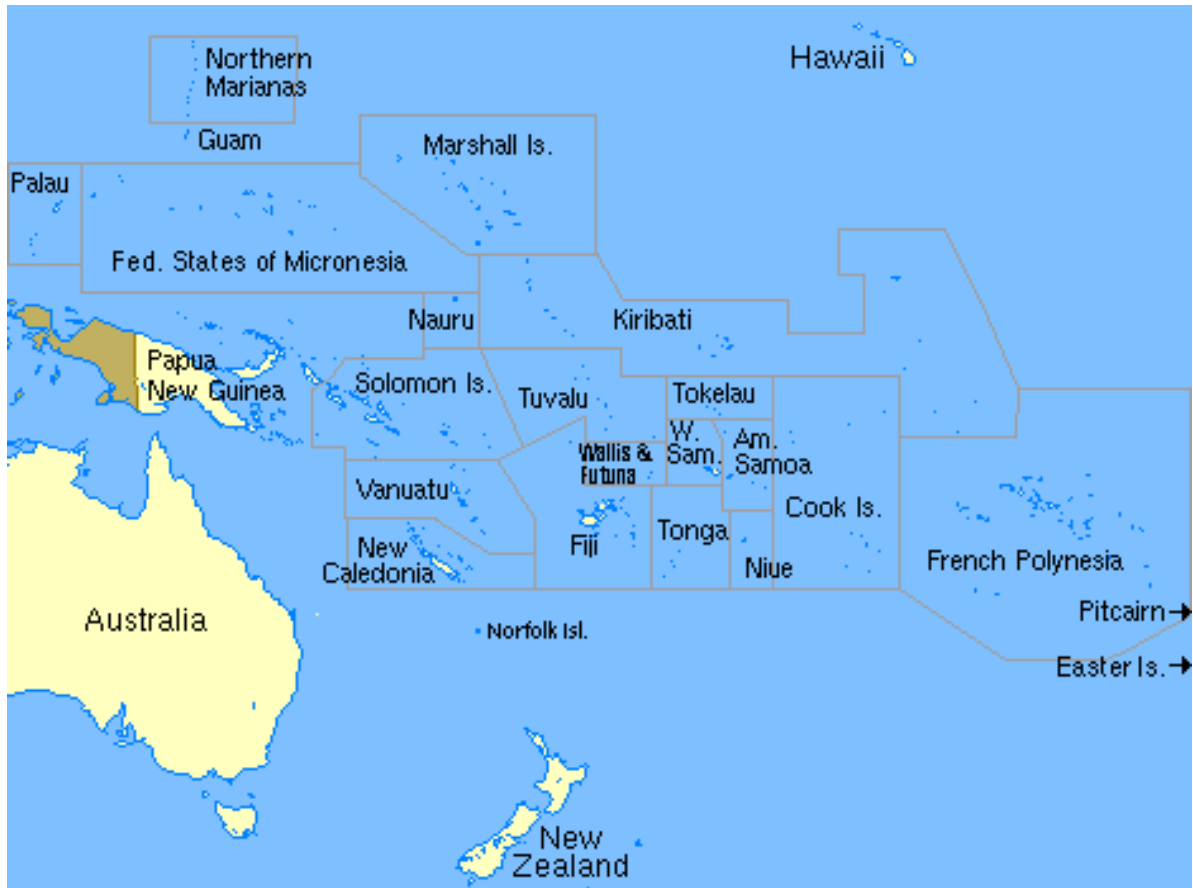 Hawaii
Northern
Marianas
Guam
Marshall Is.
Palau
Fed. States of Micronesia
Nauru
Kiribati
Papua
New Guinea
Solomon Is.
Tuvalu
Tokelau
W.
Sam.
Am.
Samoa
Wallis &
Futuna
Vanuatu
Cook Is.
Tonga
Fiji
New
Caledonia
Niue
French Polynesia
Australia
Pitcairn
Norfolk Isl.
Easter Is.
New
Zealand